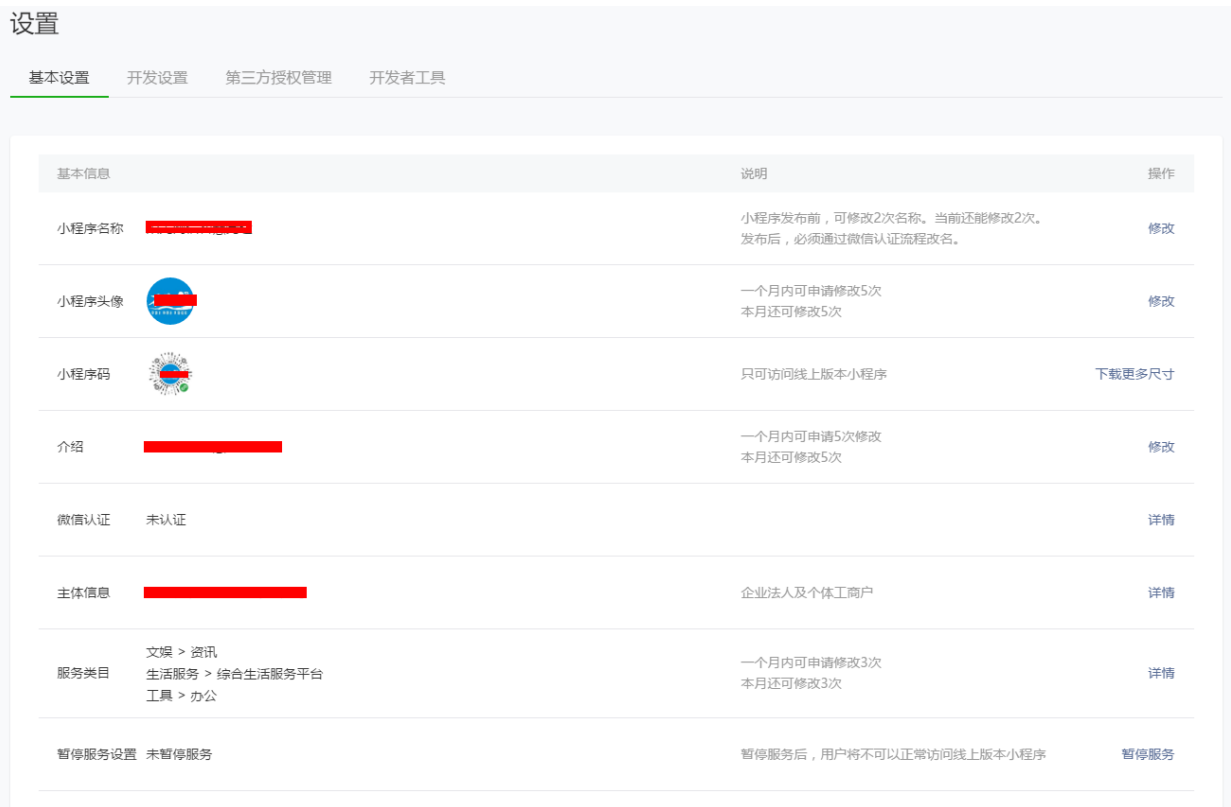 设置
基本设置 开发设置 第三方授权管理 开发者工具
基本信息 说明 操作
小程序名称 小程序发布前，可修改2次名称。当前还能修改2次。
发布后，必须通过微信认证流程改名。 修改
小程序头像 一个月内可申请修改5次
本月还可修改5次 修改
小程序码 只可访问线上版本小程序 下载更多尺寸
介绍 一个月内可申请5次修改
本月还可修改5次 修改
微信认证 未认证 详情
主体信息 企业法人及个体工商户 详情
服务类目 文娱 > 资讯
生活服务 > 综合生活服务平台
工具 > 办公
一个月内可申请修改3次
本月还可修改3次 详情
暂停服务设置 未暂停服务 暂停服务后，用户将不可以正常访问线上版本小程序 暂停服务